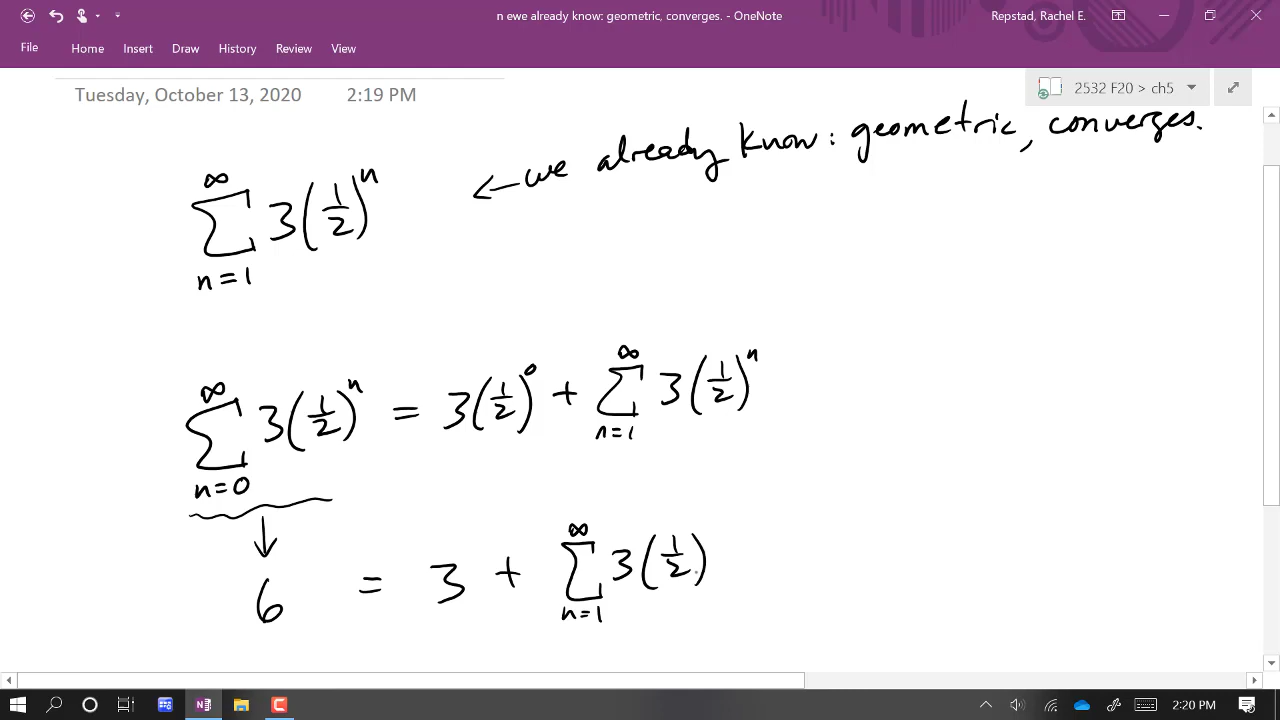 n ewe already know: geometric, converges. - OneNote
Repstad, Rachel E.
File Home Insert Draw History Review View
Tuesday, October 13, 2020 2:19 PM
2532 F20 > ch5
∑_{n=1}^{∞} 3(1/2)^n ← we already know: geometric, converges.
∑_{n=0}^{∞} 3(1/2)^n = 3(1/2)^0 + ∑_{n=1}^{∞} 3(1/2)^n
↓
6 = 3 + ∑_{n=1}^{∞} 3(1/2)
2:20 PM